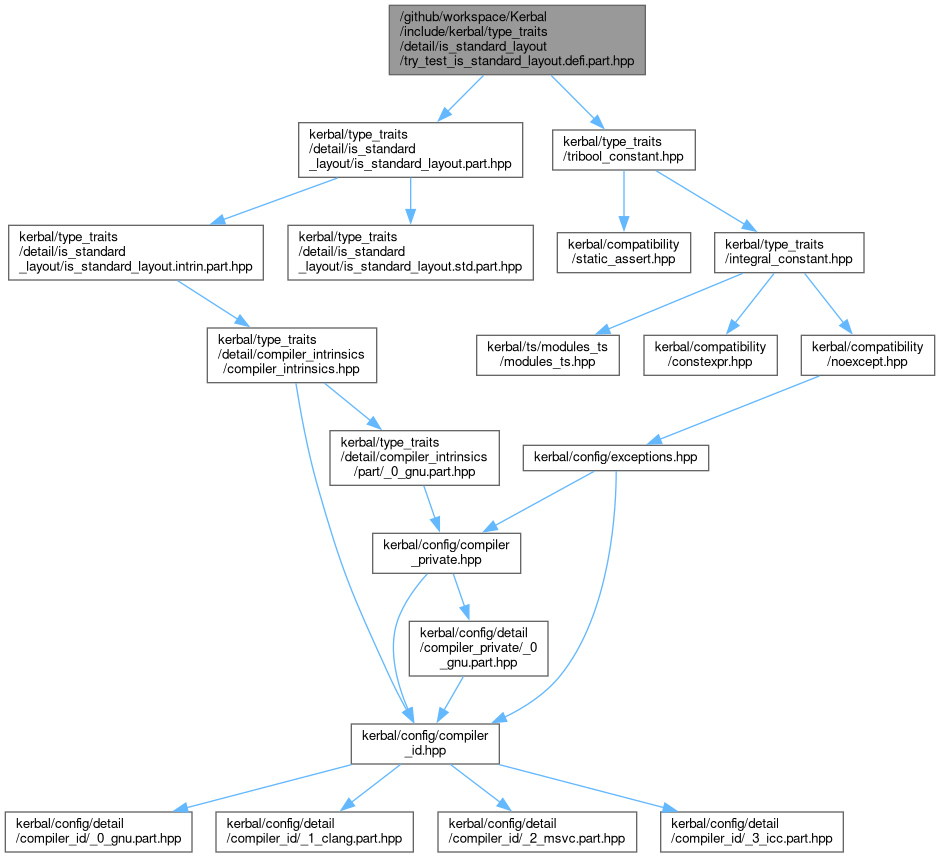 /github/workspace/Kerbal
/include/kerbal/type_traits
/detail/is_standard_layout
/try_test_is_standard_layout.defi.part.hpp
kerbal/type_traits
/detail/is_standard
_layout/is_standard_layout.part.hpp
kerbal/type_traits
/tribool_constant.hpp
kerbal/type_traits
/detail/is_standard
_layout/is_standard_layout.intrin.part.hpp
kerbal/type_traits
/detail/is_standard
_layout/is_standard_layout.std.part.hpp
kerbal/compatibility
/static_assert.hpp
kerbal/type_traits
/integral_constant.hpp
kerbal/type_traits
/detail/compiler_intrinsics
/compiler_intrinsics.hpp
kerbal/ts/modules_ts
/modules_ts.hpp
kerbal/compatibility
/constexpr.hpp
kerbal/compatibility
/noexcept.hpp
kerbal/type_traits
/detail/compiler_intrinsics
/part/_0_gnu.part.hpp
kerbal/config/exceptions.hpp
kerbal/config/compiler
_private.hpp
kerbal/config/detail
/compiler_private/_0
_gnu.part.hpp
kerbal/config/compiler
_id.hpp
kerbal/config/detail
/compiler_id/_0_gnu.part.hpp
kerbal/config/detail
/compiler_id/_1_clang.part.hpp
kerbal/config/detail
/compiler_id/_2_msvc.part.hpp
kerbal/config/detail
/compiler_id/_3_icc.part.hpp